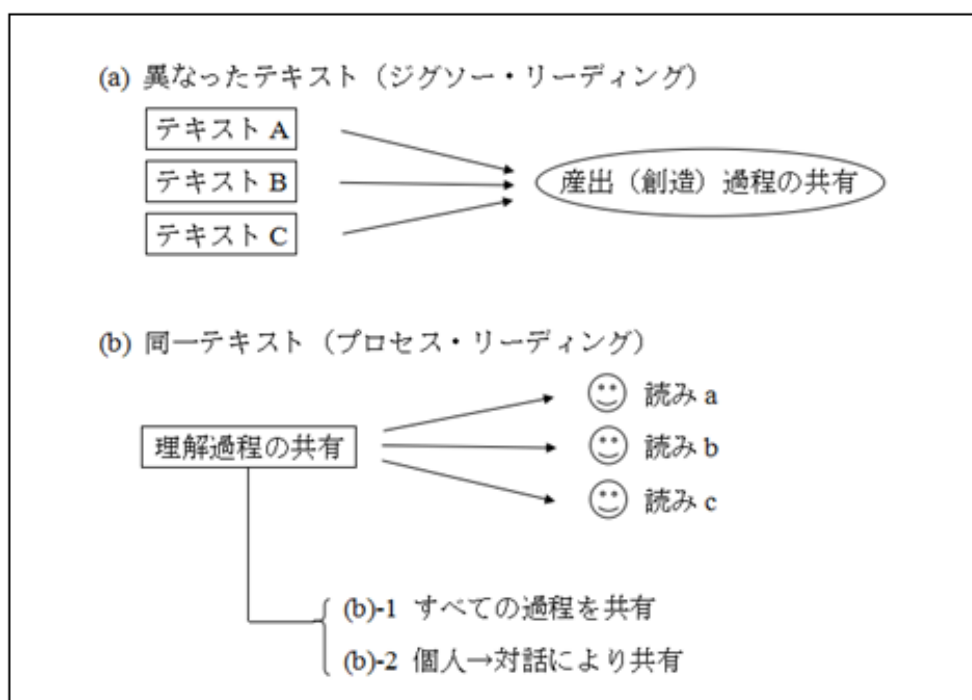 (a) 異なったテキスト（ジグソー・リーディング）
テキスト A
テキスト B
テキスト C
産出（創造）過程の共有
(b) 同一テキスト（プロセス・リーディング）
理解過程の共有
読み a
読み b
読み c
(b)-1 すべての過程を共有
(b)-2 個人→対話により共有